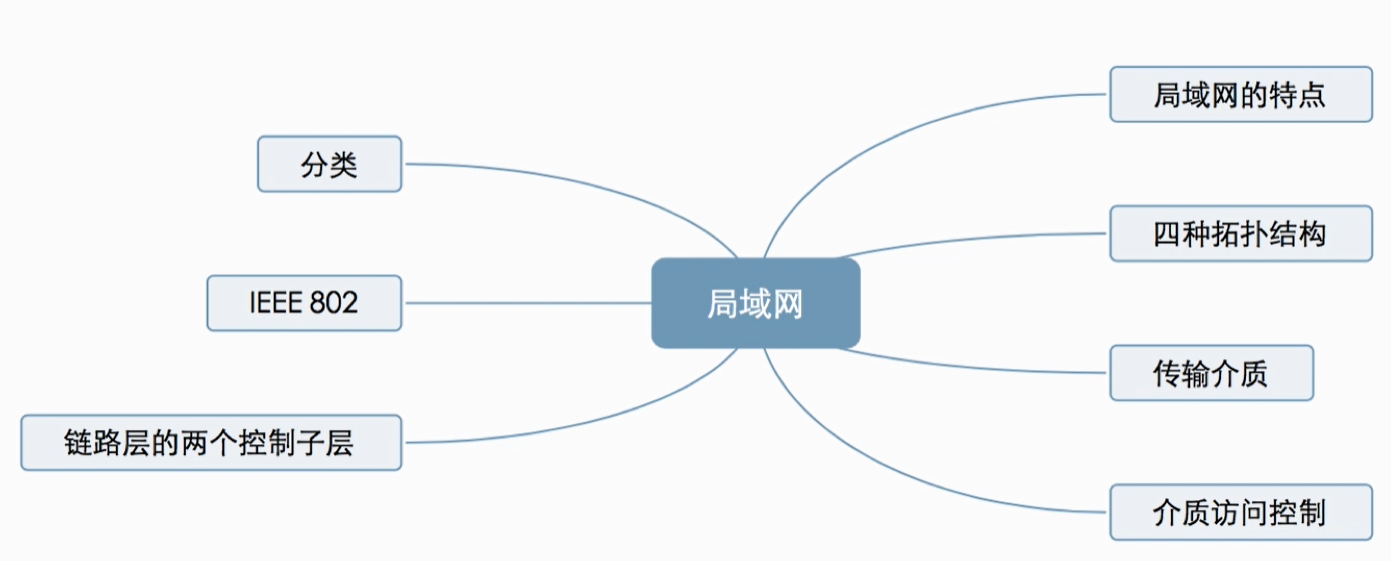 局域网的特点
分类
四种拓扑结构
IEEE 802
局域网
传输介质
链路层的两个控制子层
介质访问控制